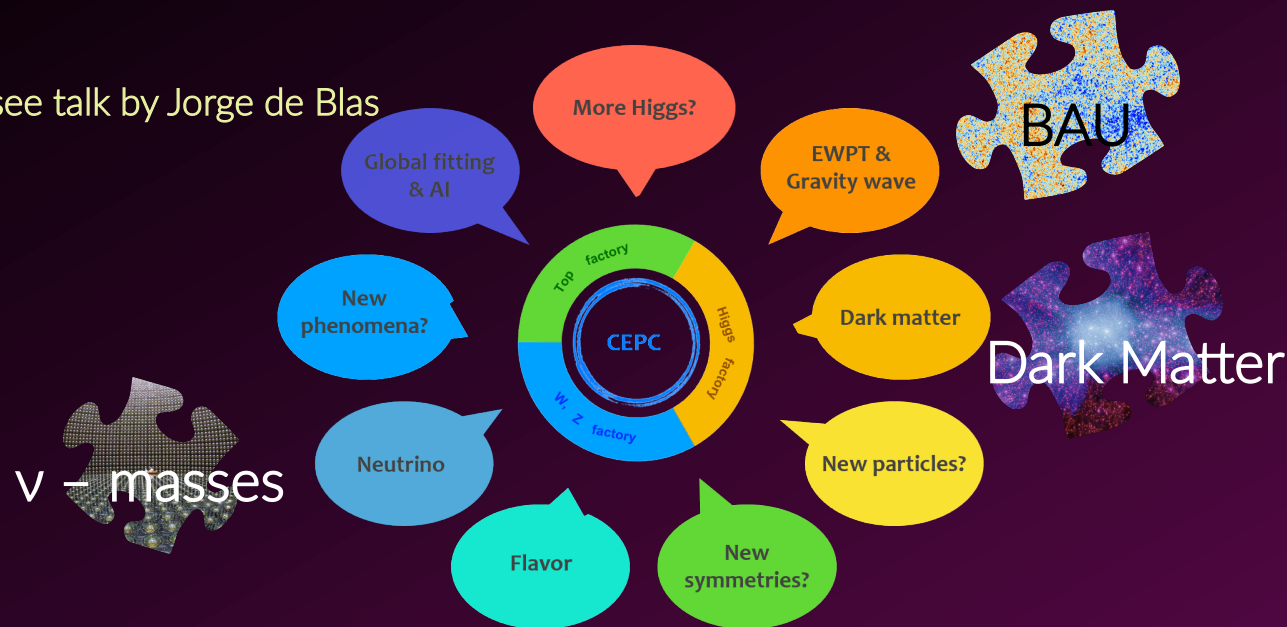 see talk by Jorge de Blas
More Higgs?
Global fitting
& AI
EWPT &
Gravity wave
BAU
New
phenomena?
Top factory
Higgs factory
W, Z factory
CEPC
Dark matter
Dark Matter
Neutrino
ν – masses
New particles?
Flavor
New
symmetries?